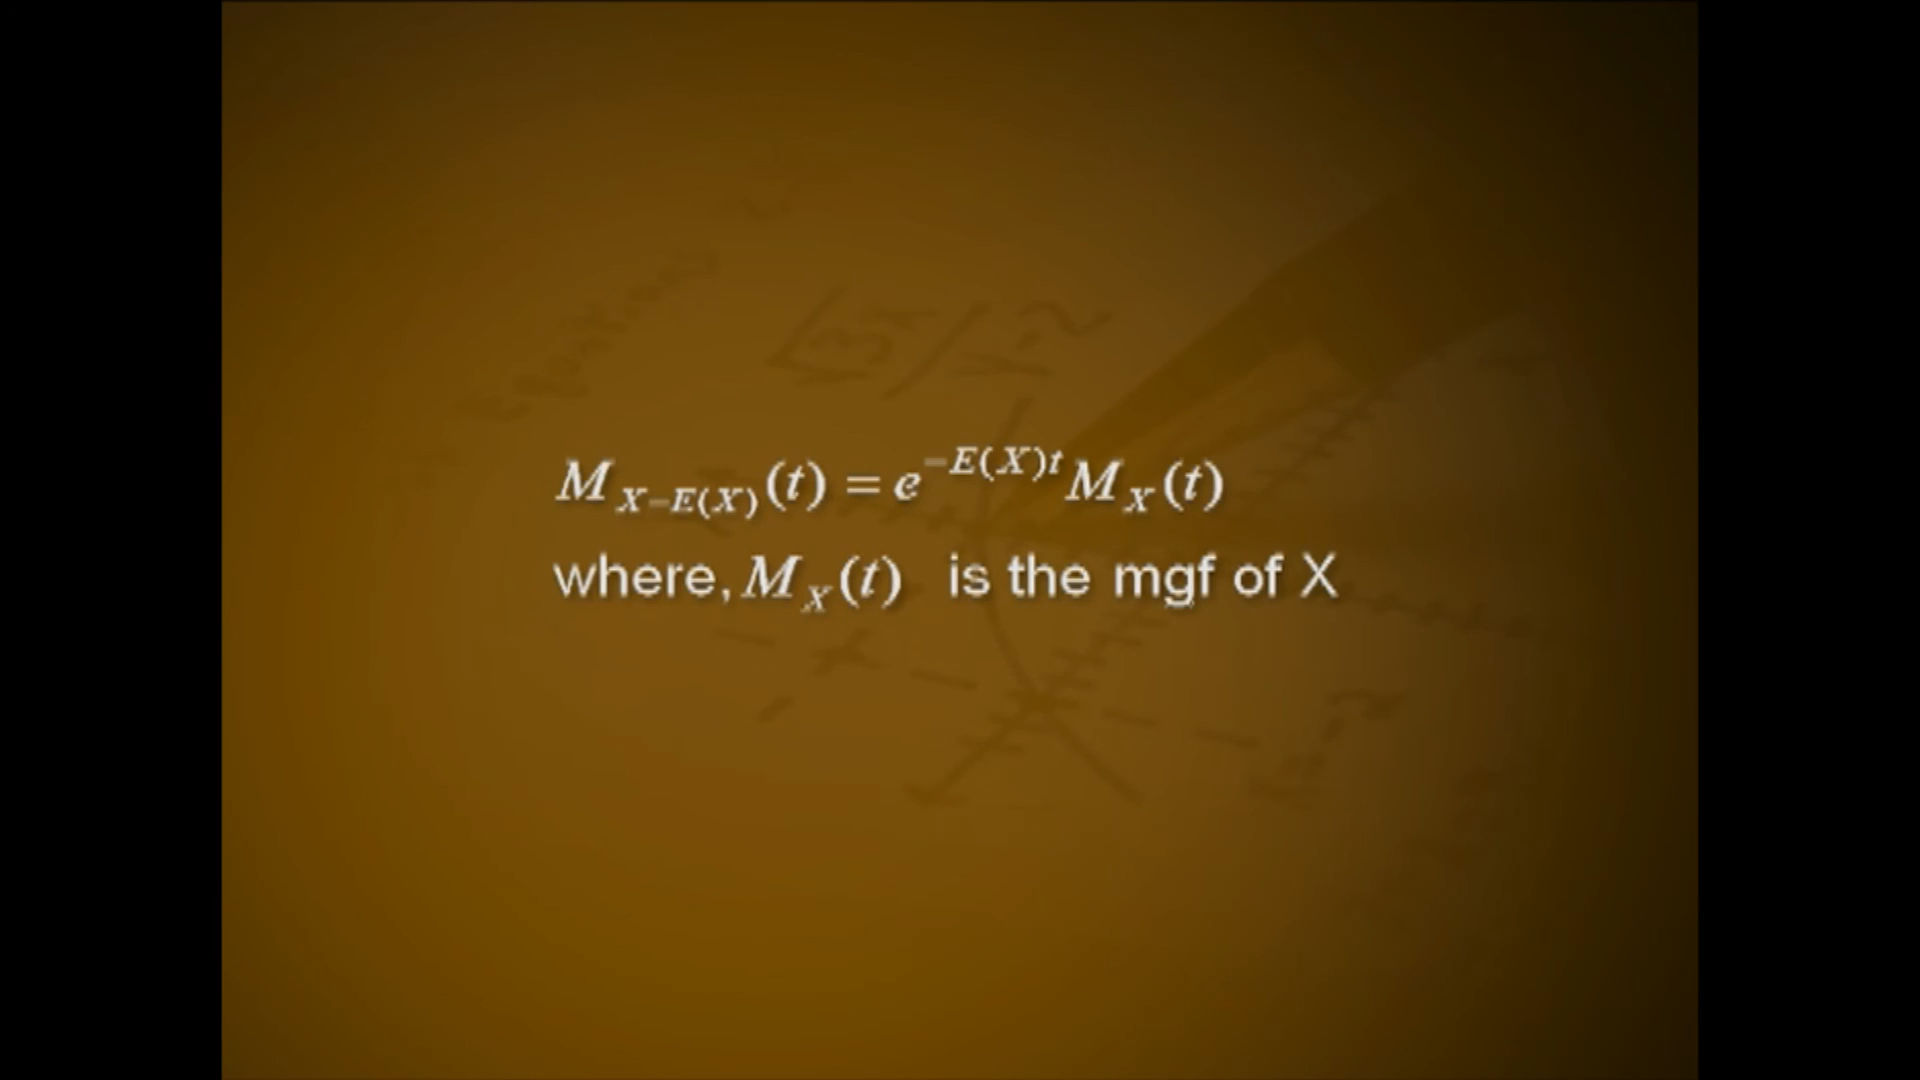 M_{X-E(X)}(t) = e^{-E(X)t} M_X(t)
where, M_X(t) is the mgf of X